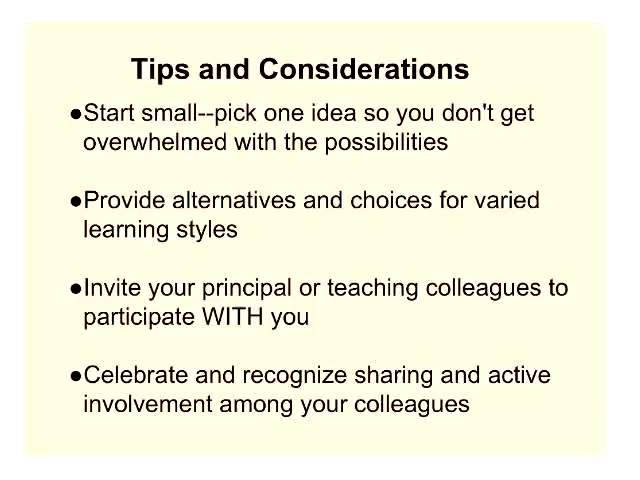 Tips and Considerations
●Start small--pick one idea so you don't get
overwhelmed with the possibilities
●Provide alternatives and choices for varied
learning styles
●Invite your principal or teaching colleagues to
participate WITH you
●Celebrate and recognize sharing and active
involvement among your colleagues